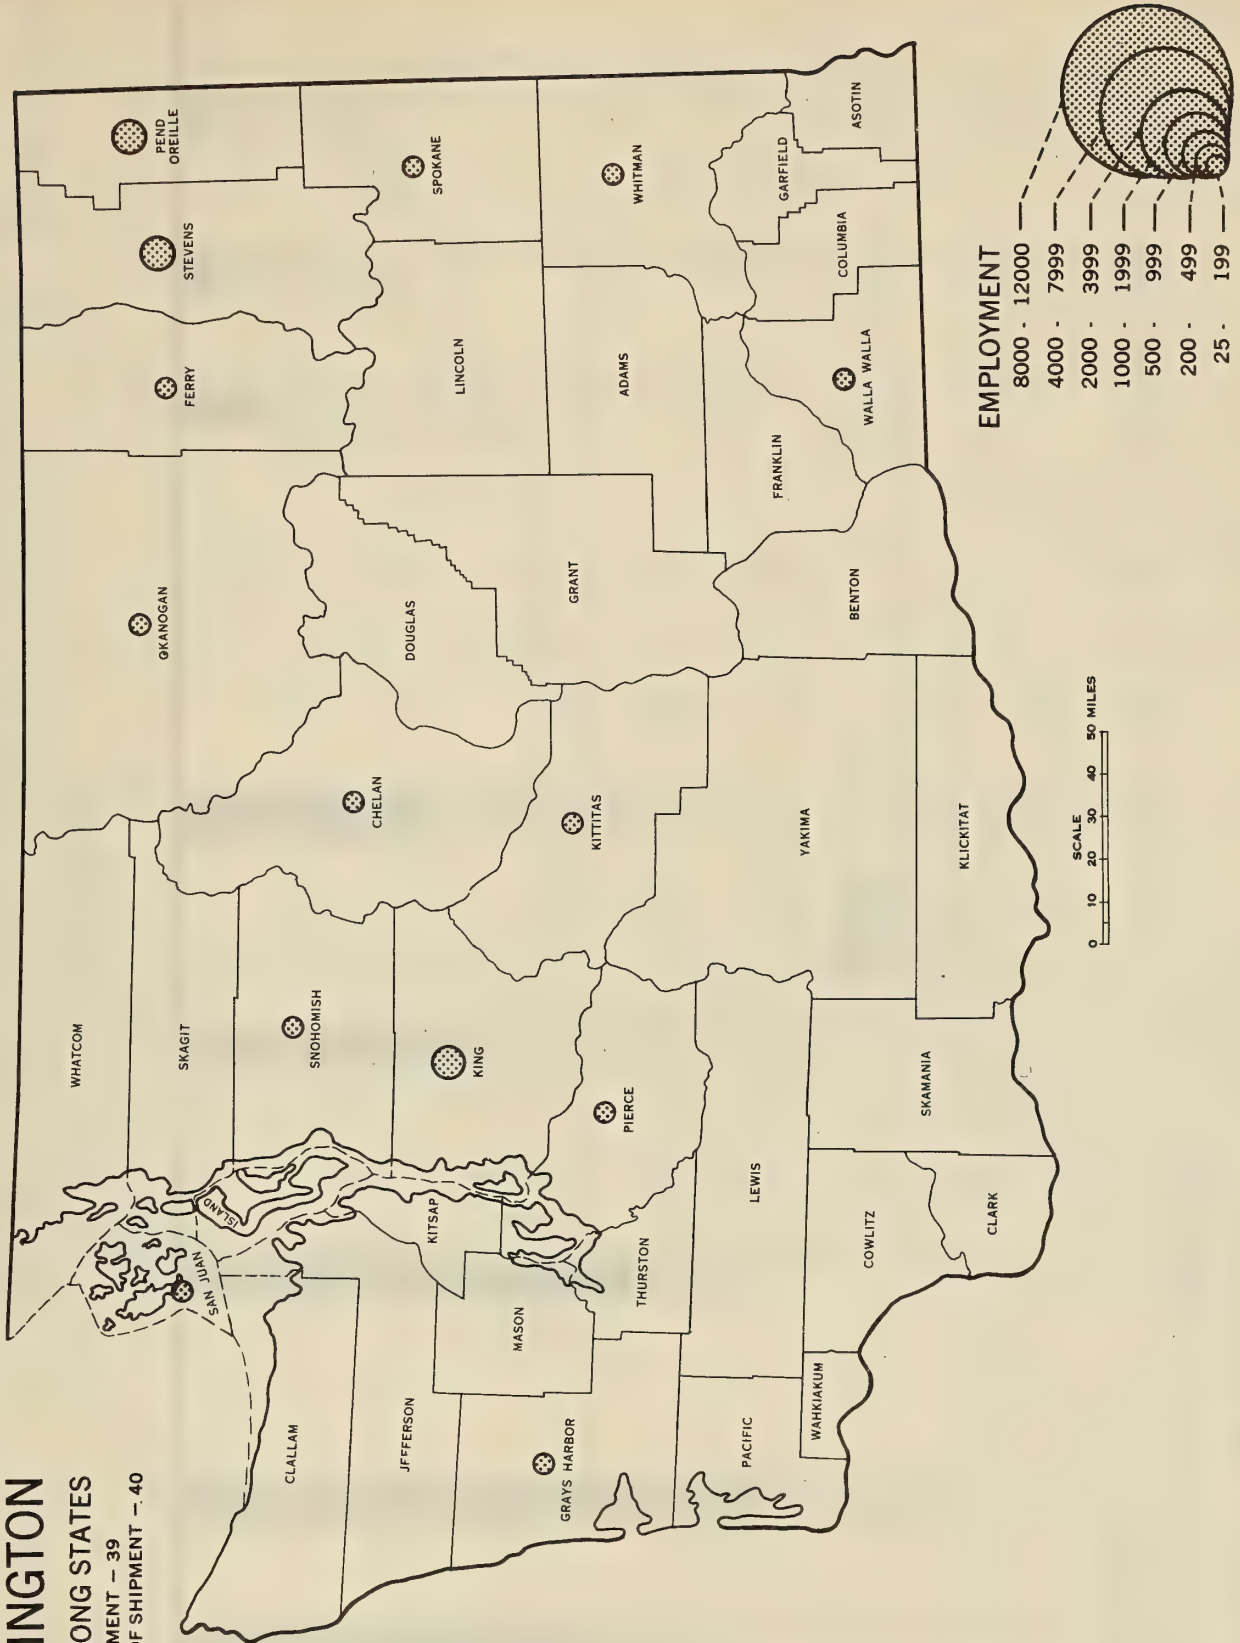 INGTON
ONG STATES
MENT – 39
OF SHIPMENT – 40
WHATCOM
SAN JUAN
ISLAND
SKAGIT
OKANOGAN
FERRY
STEVENS
PEND
OREILLE
CLALLAM
SNOHOMISH
CHELAN
JFFFERSON
KITSAP
KING
DOUGLAS
LINCOLN
SPOKANE
MASON
GRAYS HARBOR
KITTITAS
GRANT
ADAMS
WHITMAN
THURSTON
PIERCE
PACIFIC
LEWIS
YAKIMA
FRANKLIN
GARFIELD
WAHKIAKUM
COWLITZ
SKAMANIA
BENTON
WALLA WALLA
COLUMBIA
ASOTIN
CLARK
KLICKITAT
SCALE
0 10 20 30 40 50 MILES
EMPLOYMENT
8000 - 12000
4000 - 7999
2000 - 3999
1000 - 1999
500 - 999
200 - 499
25 - 199